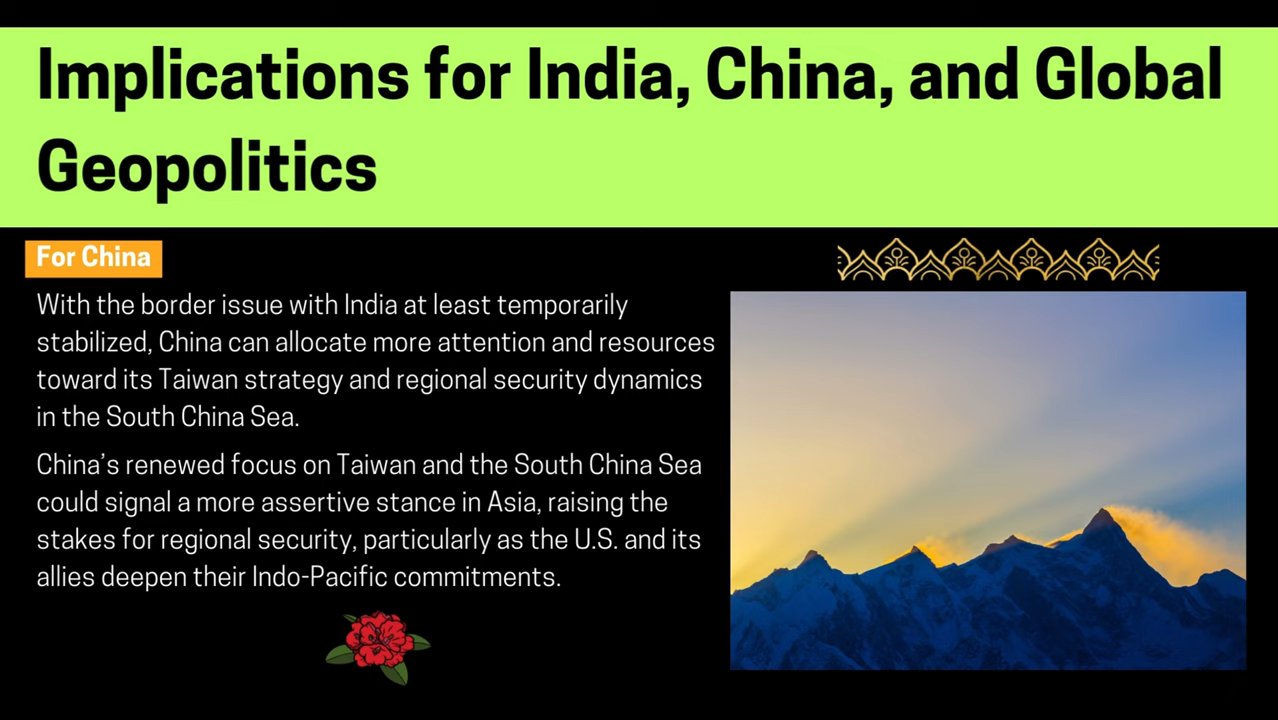 Implications for India, China, and Global
Geopolitics
For China
With the border issue with India at least temporarily
stabilized, China can allocate more attention and resources
toward its Taiwan strategy and regional security dynamics
in the South China Sea.
China’s renewed focus on Taiwan and the South China Sea
could signal a more assertive stance in Asia, raising the
stakes for regional security, particularly as the U.S. and its
allies deepen their Indo-Pacific commitments.